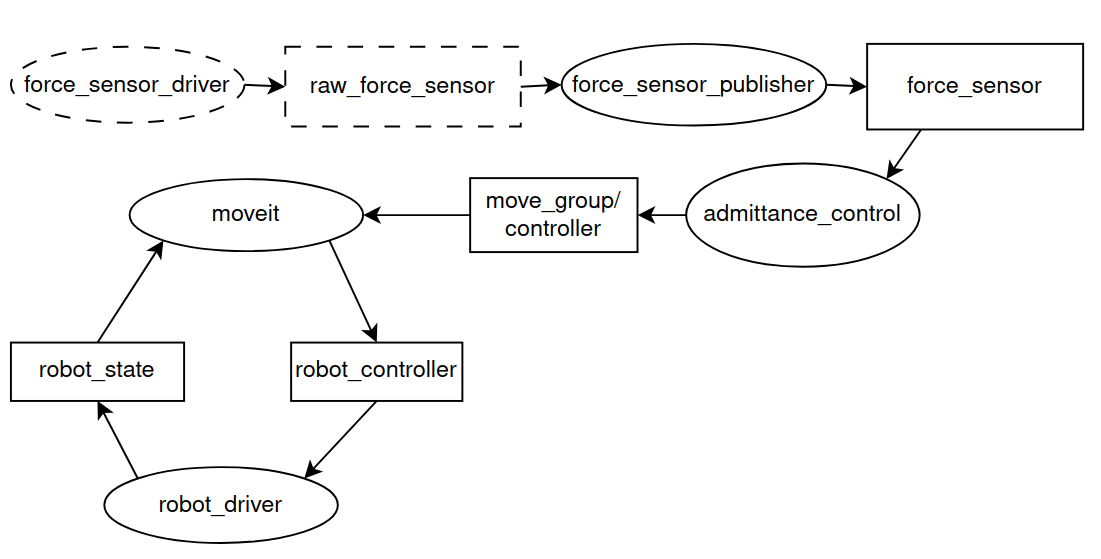 force_sensor_driver
raw_force_sensor
force_sensor_publisher
force_sensor
moveit
move_group/
controller
admittance_control
robot_state
robot_controller
robot_driver